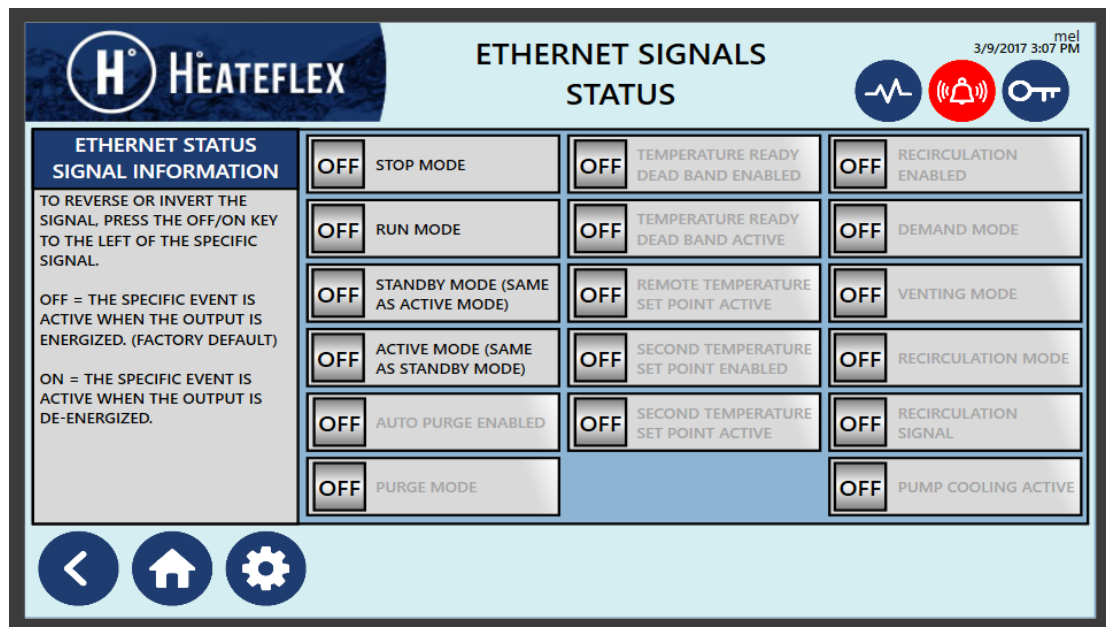 H° HEATEFLEX
ETHERNET SIGNALS
STATUS
mel
3/9/2017 3:07 PM
ETHERNET STATUS
SIGNAL INFORMATION
TO REVERSE OR INVERT THE
SIGNAL, PRESS THE OFF/ON KEY
TO THE LEFT OF THE SPECIFIC
SIGNAL.
OFF = THE SPECIFIC EVENT IS
ACTIVE WHEN THE OUTPUT IS
ENERGIZED. (FACTORY DEFAULT)
ON = THE SPECIFIC EVENT IS
ACTIVE WHEN THE OUTPUT IS
DE-ENERGIZED.
OFF STOP MODE
OFF RUN MODE
OFF STANDBY MODE (SAME
AS ACTIVE MODE)
OFF ACTIVE MODE (SAME
AS STANDBY MODE)
OFF AUTO PURGE ENABLED
OFF PURGE MODE
OFF TEMPERATURE READY
DEAD BAND ENABLED
OFF TEMPERATURE READY
DEAD BAND ACTIVE
OFF REMOTE TEMPERATURE
SET POINT ACTIVE
OFF SECOND TEMPERATURE
SET POINT ENABLED
OFF SECOND TEMPERATURE
SET POINT ACTIVE
OFF RECIRCULATION
ENABLED
OFF DEMAND MODE
OFF VENTING MODE
OFF RECIRCULATION MODE
OFF RECIRCULATION
SIGNAL
OFF PUMP COOLING ACTIVE